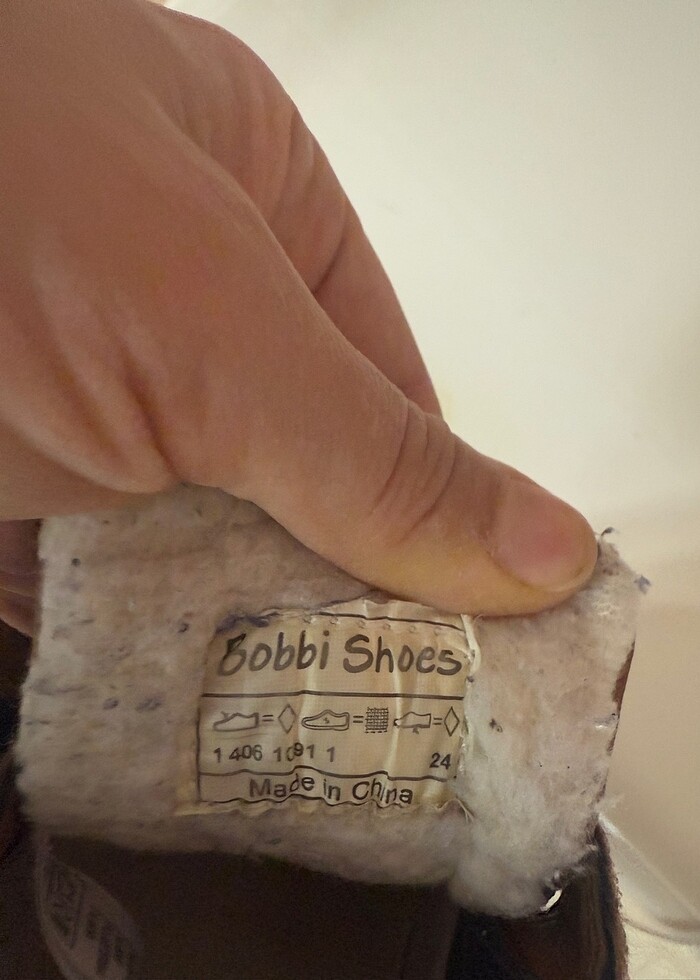 Bobbi Shoes
1 406 1091 1 24
Made in China